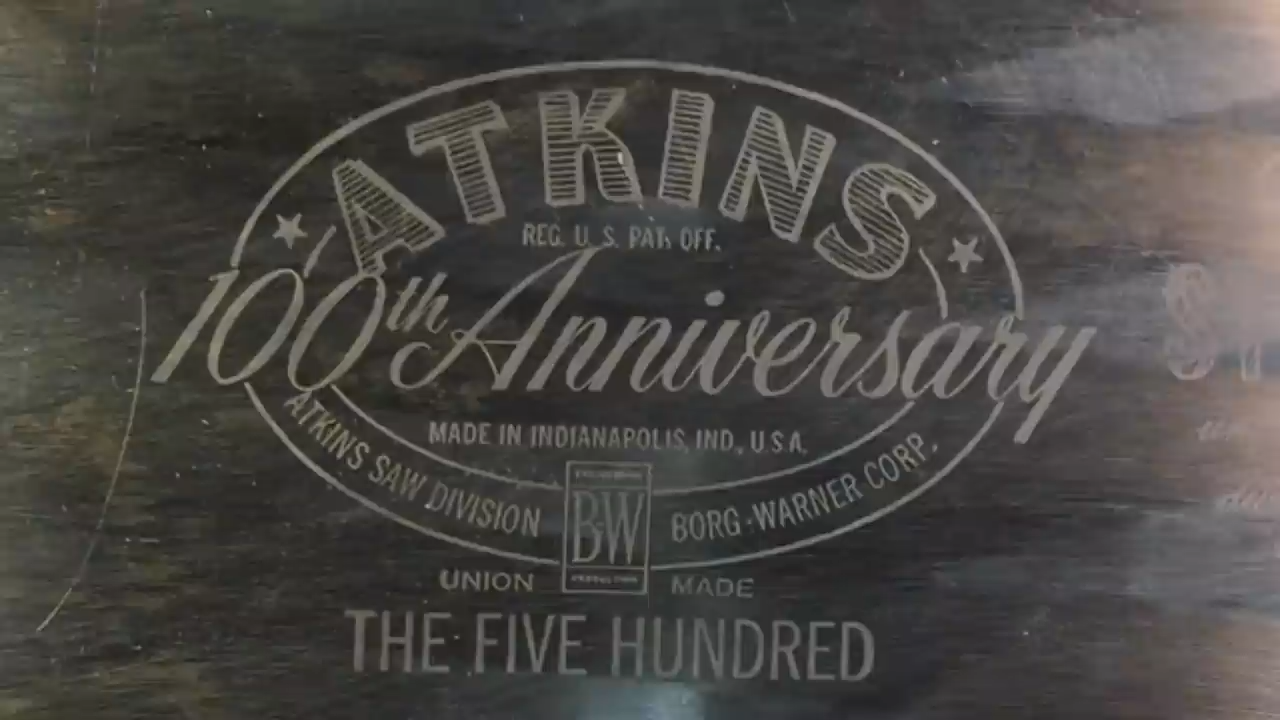 ATKINS
REG. U. S. PAT. OFF.
100th Anniversary
MADE IN INDIANAPOLIS, IND., U.S.A.
ATKINS SAW DIVISION
B-W
BORG-WARNER CORP.
UNION MADE
THE FIVE HUNDRED